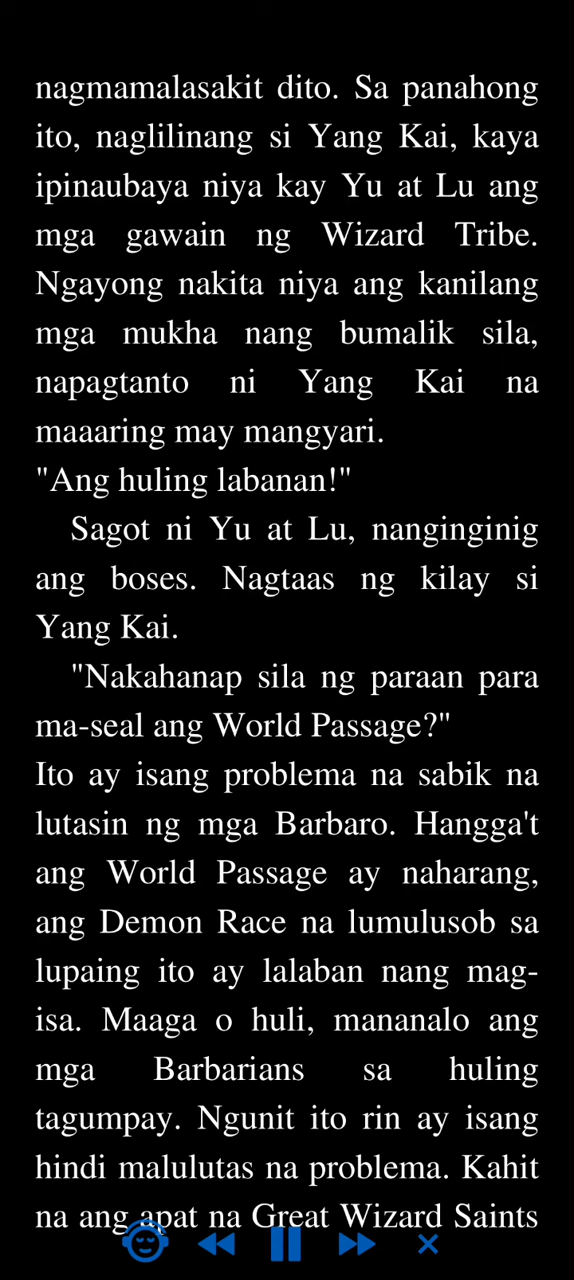 nagmamalasakit dito. Sa panahong
ito, naglilinang si Yang Kai, kaya
ipinaubaya niya kay Yu at Lu ang
mga gawain ng Wizard Tribe.
Ngayong nakita niya ang kanilang
mga mukha nang bumalik sila,
napagtanto ni Yang Kai na
maaaring may mangyari.
"Ang huling labanan!"
Sagot ni Yu at Lu, nanginginig
ang boses. Nagtaas ng kilay si
Yang Kai.
"Nakahanap sila ng paraan para
ma-seal ang World Passage?"
Ito ay isang problema na sabik na
lutasin ng mga Barbaro. Hangga't
ang World Passage ay naharang,
ang Demon Race na lumulusob sa
lupaing ito ay lalaban nang mag-
isa. Maaga o huli, mananalo ang
mga Barbarians sa huling
tagumpay. Ngunit ito rin ay isang
hindi malulutas na problema. Kahit
na ang apat na Great Wizard Saints